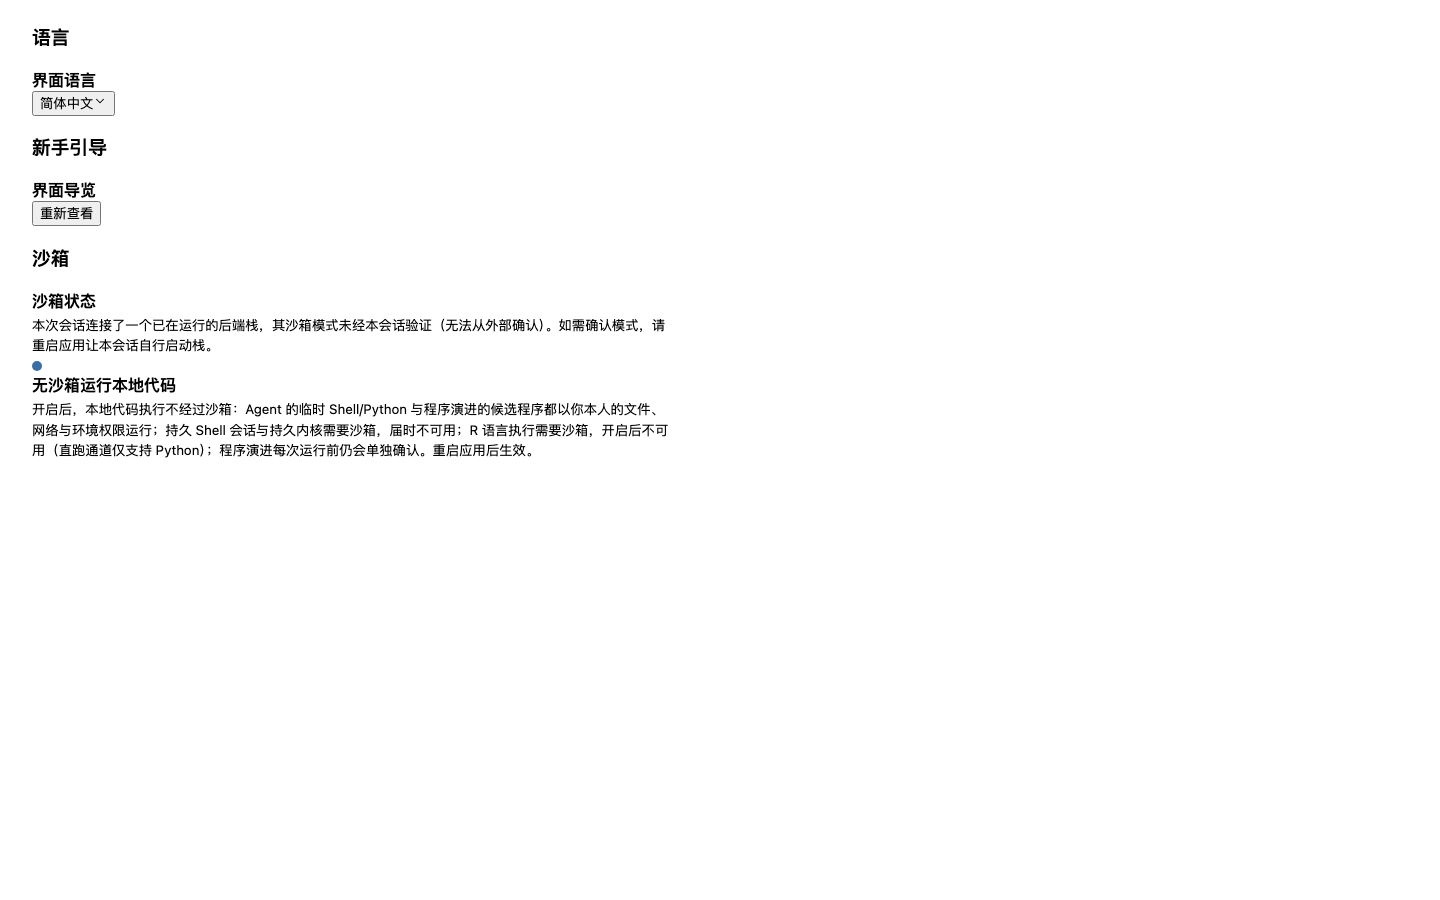 语言
界面语言
简体中文
新手引导
界面导览
重新查看
沙箱
沙箱状态
本次会话连接了一个已在运行的后端栈，其沙箱模式未经本会话验证（无法从外部确认）。如需确认模式，请
重启应用让本会话自行启动栈。
无沙箱运行本地代码
开启后，本地代码执行不经过沙箱：Agent 的临时 Shell/Python 与程序演进的候选程序都以你本人的文件、
网络与环境权限运行；持久 Shell 会话与持久内核需要沙箱，届时不可用；R 语言执行需要沙箱，开启后不可
用（直跑通道仅支持 Python）；程序演进每次运行前仍会单独确认。重启应用后生效。